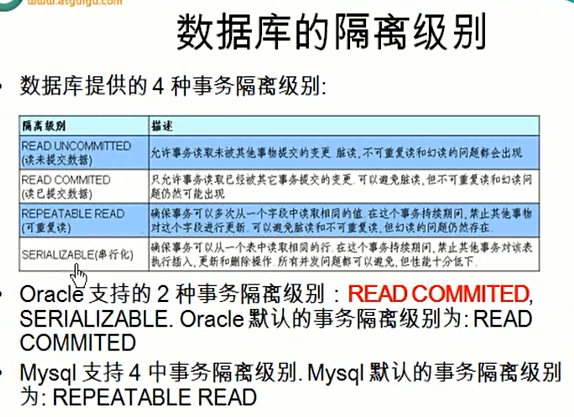 www.atguigu.com
数据库的隔离级别
• 数据库提供的 4 种事务隔离级别:
隔离级别 描述
READ UNCOMMITTED
(读未提交数据)
允许事务读取未被其他事物提交的变更. 脏读, 不可重复读和幻读的问题都会出现
READ COMMITED
(读已提交数据)
只允许事务读取已经被其它事务提交的变更. 可以避免脏读, 但不可重复读和幻读问
题仍然可能出现
REPEATABLE READ
(可重复读)
确保事务可以多次从一个字段中读取相同的值. 在这个事务持续期间, 禁止其他事物
对这个字段进行更新. 可以避免脏读和不可重复读, 但幻读的问题仍然存在.
SERIALIZABLE(串行化)
确保事务可以从一个表中读取相同的行. 在这个事务持续期间, 禁止其他事务对该表
执行插入, 更新和删除操作. 所有并发问题都可以避免, 但性能十分低下.
• Oracle 支持的 2 种事务隔离级别：READ COMMITED,
SERIALIZABLE. Oracle 默认的事务隔离级别为: READ
COMMITED
• Mysql 支持 4 中事务隔离级别. Mysql 默认的事务隔离级别
为: REPEATABLE READ